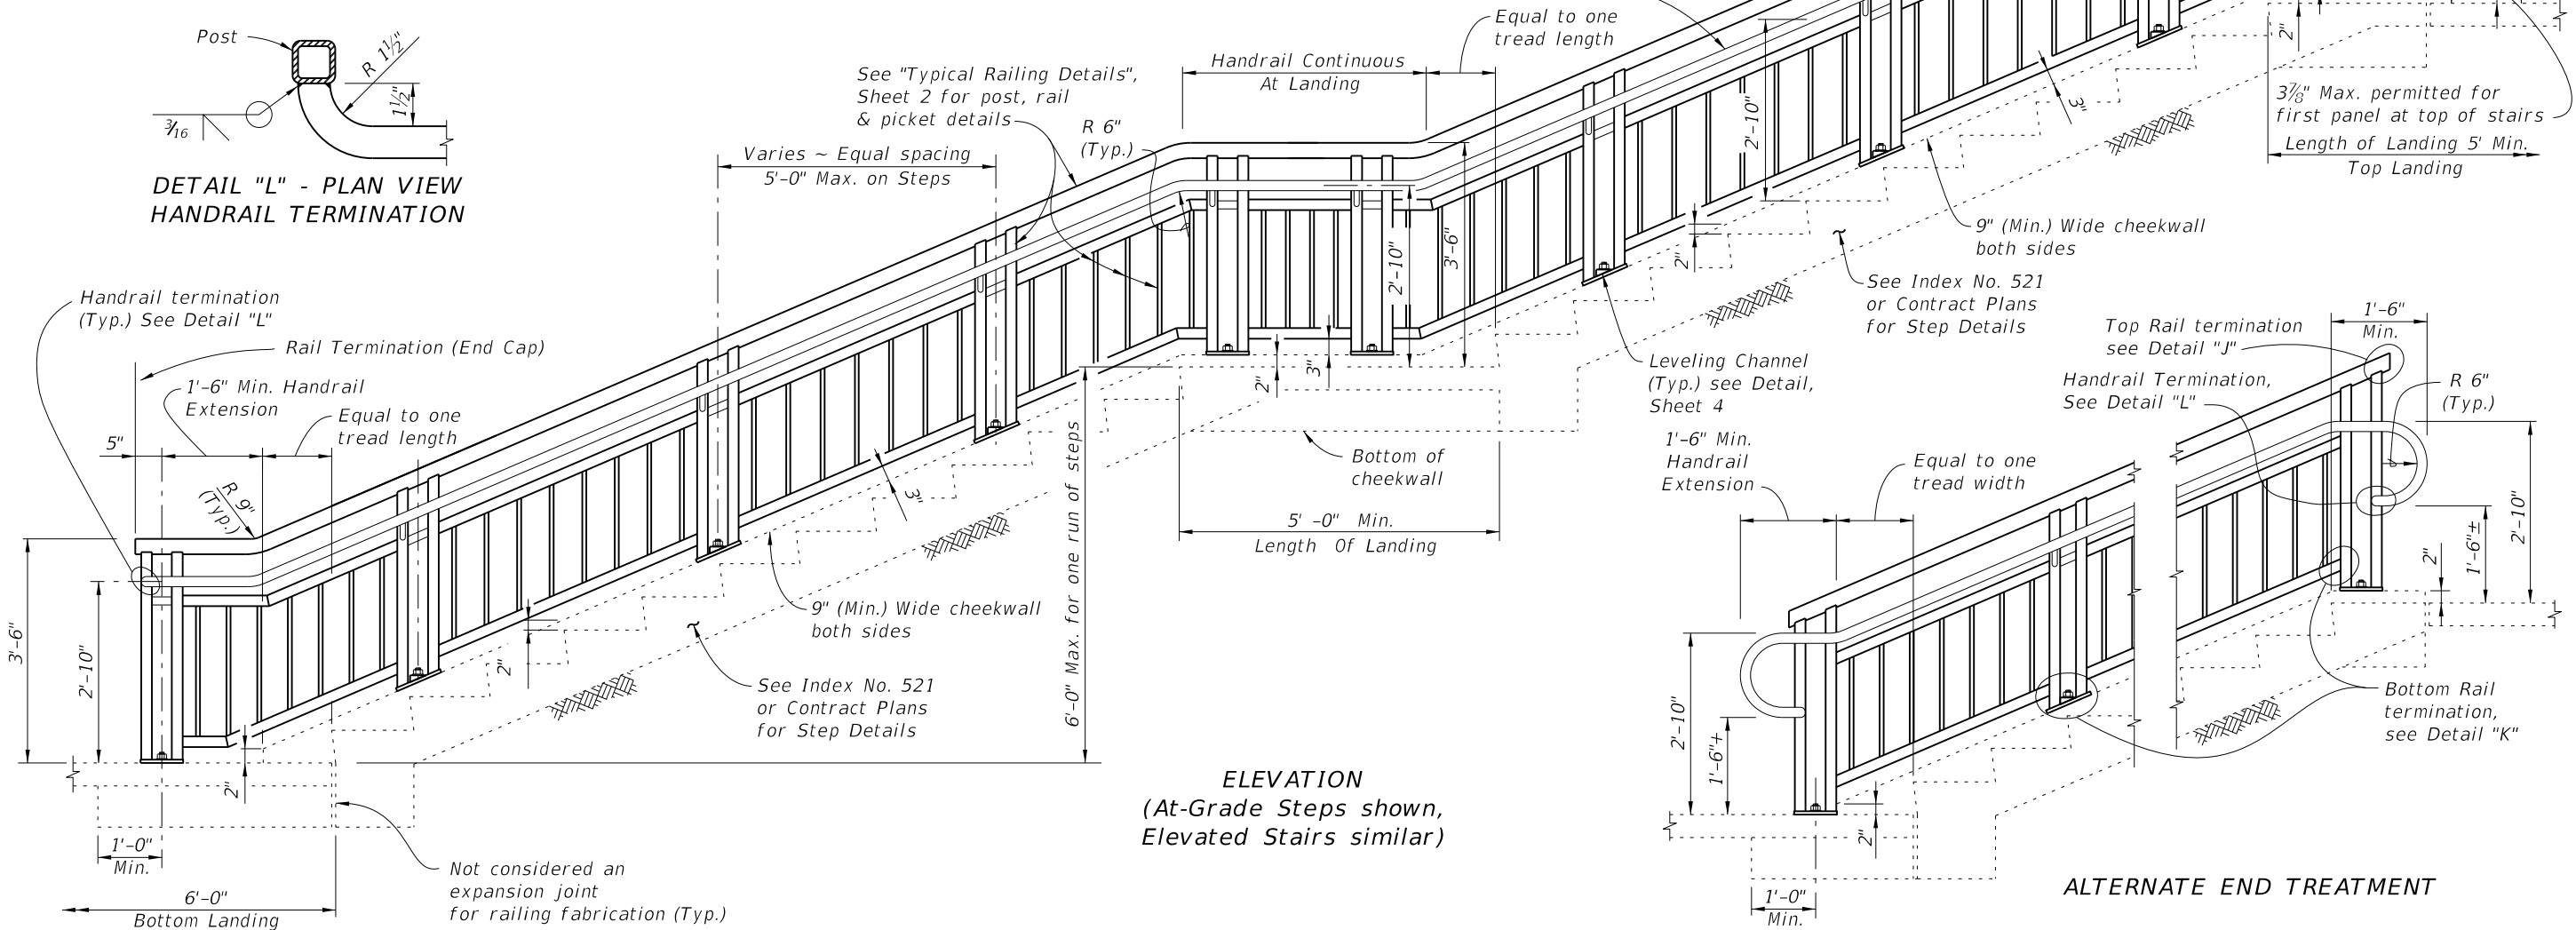 Post
R 1½"
1½"
3/16
DETAIL "L" - PLAN VIEW
HANDRAIL TERMINATION
See "Typical Railing Details",
Sheet 2 for post, rail
& picket details
Varies ~ Equal spacing
5'-0" Max. on Steps
R 6"
(Typ.)
Handrail Continuous
At Landing
Equal to one
tread length
2'-10"
3'-6"
2'-10"
2"
3"
2"
3"
2"
3⅞" Max. permitted for
first panel at top of stairs
Length of Landing 5' Min.
Top Landing
9" (Min.) Wide cheekwall
both sides
See Index No. 521
or Contract Plans
for Step Details
Leveling Channel
(Typ.) see Detail,
Sheet 4
Bottom of
cheekwall
5' -0" Min.
Length Of Landing
Handrail termination
(Typ.) See Detail "L"
Rail Termination (End Cap)
1'-6" Min. Handrail
Extension
Equal to one
tread length
5"
R 9"
(Typ.)
3'-6"
2'-10"
2"
2"
3"
9" (Min.) Wide cheekwall
both sides
See Index No. 521
or Contract Plans
for Step Details
6'-0" Max. for one run of steps
1'-0"
Min.
6'-0"
Bottom Landing
Not considered an
expansion joint
for railing fabrication (Typ.)
ELEVATION
(At-Grade Steps shown,
Elevated Stairs similar)
Top Rail termination
see Detail "J"
Handrail Termination,
See Detail "L"
1'-6"
Min.
R 6"
(Typ.)
1'-6" Min.
Handrail
Extension
Equal to one
tread width
2'-10"
1'-6"±
2"
2'-10"
1'-6"+
2"
Bottom Rail
termination,
see Detail "K"
1'-0"
Min.
ALTERNATE END TREATMENT